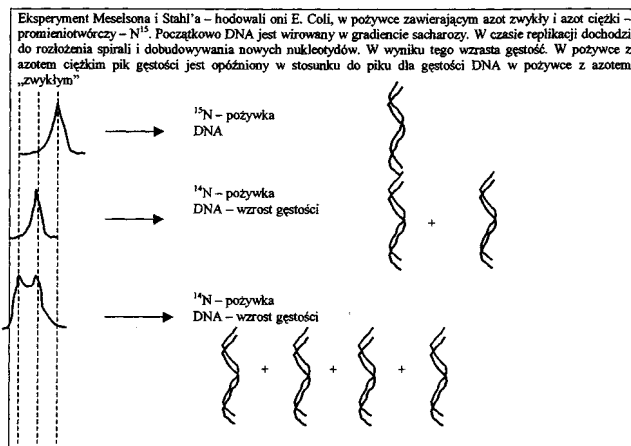 Eksperyment Meselsona i Stahl'a – hodowali oni E. Coli, w pożywce zawierającym azot zwykły i azot ciężki –
promieniotwórczy – N¹⁵. Początkowo DNA jest wirowany w gradiencie sacharozy. W czasie replikacji dochodzi
do rozłożenia spirali i dobudowywania nowych nukleotydów. W wyniku tego wzrasta gęstość. W pożywce z
azotem ciężkim pik gęstości jest opóźniony w stosunku do piku dla gęstości DNA w pożywce z azotem
„zwykłym”
¹⁵N – pożywka
DNA
¹⁴N – pożywka
DNA – wzrost gęstości
+
¹⁴N – pożywka
DNA – wzrost gęstości
+ + +